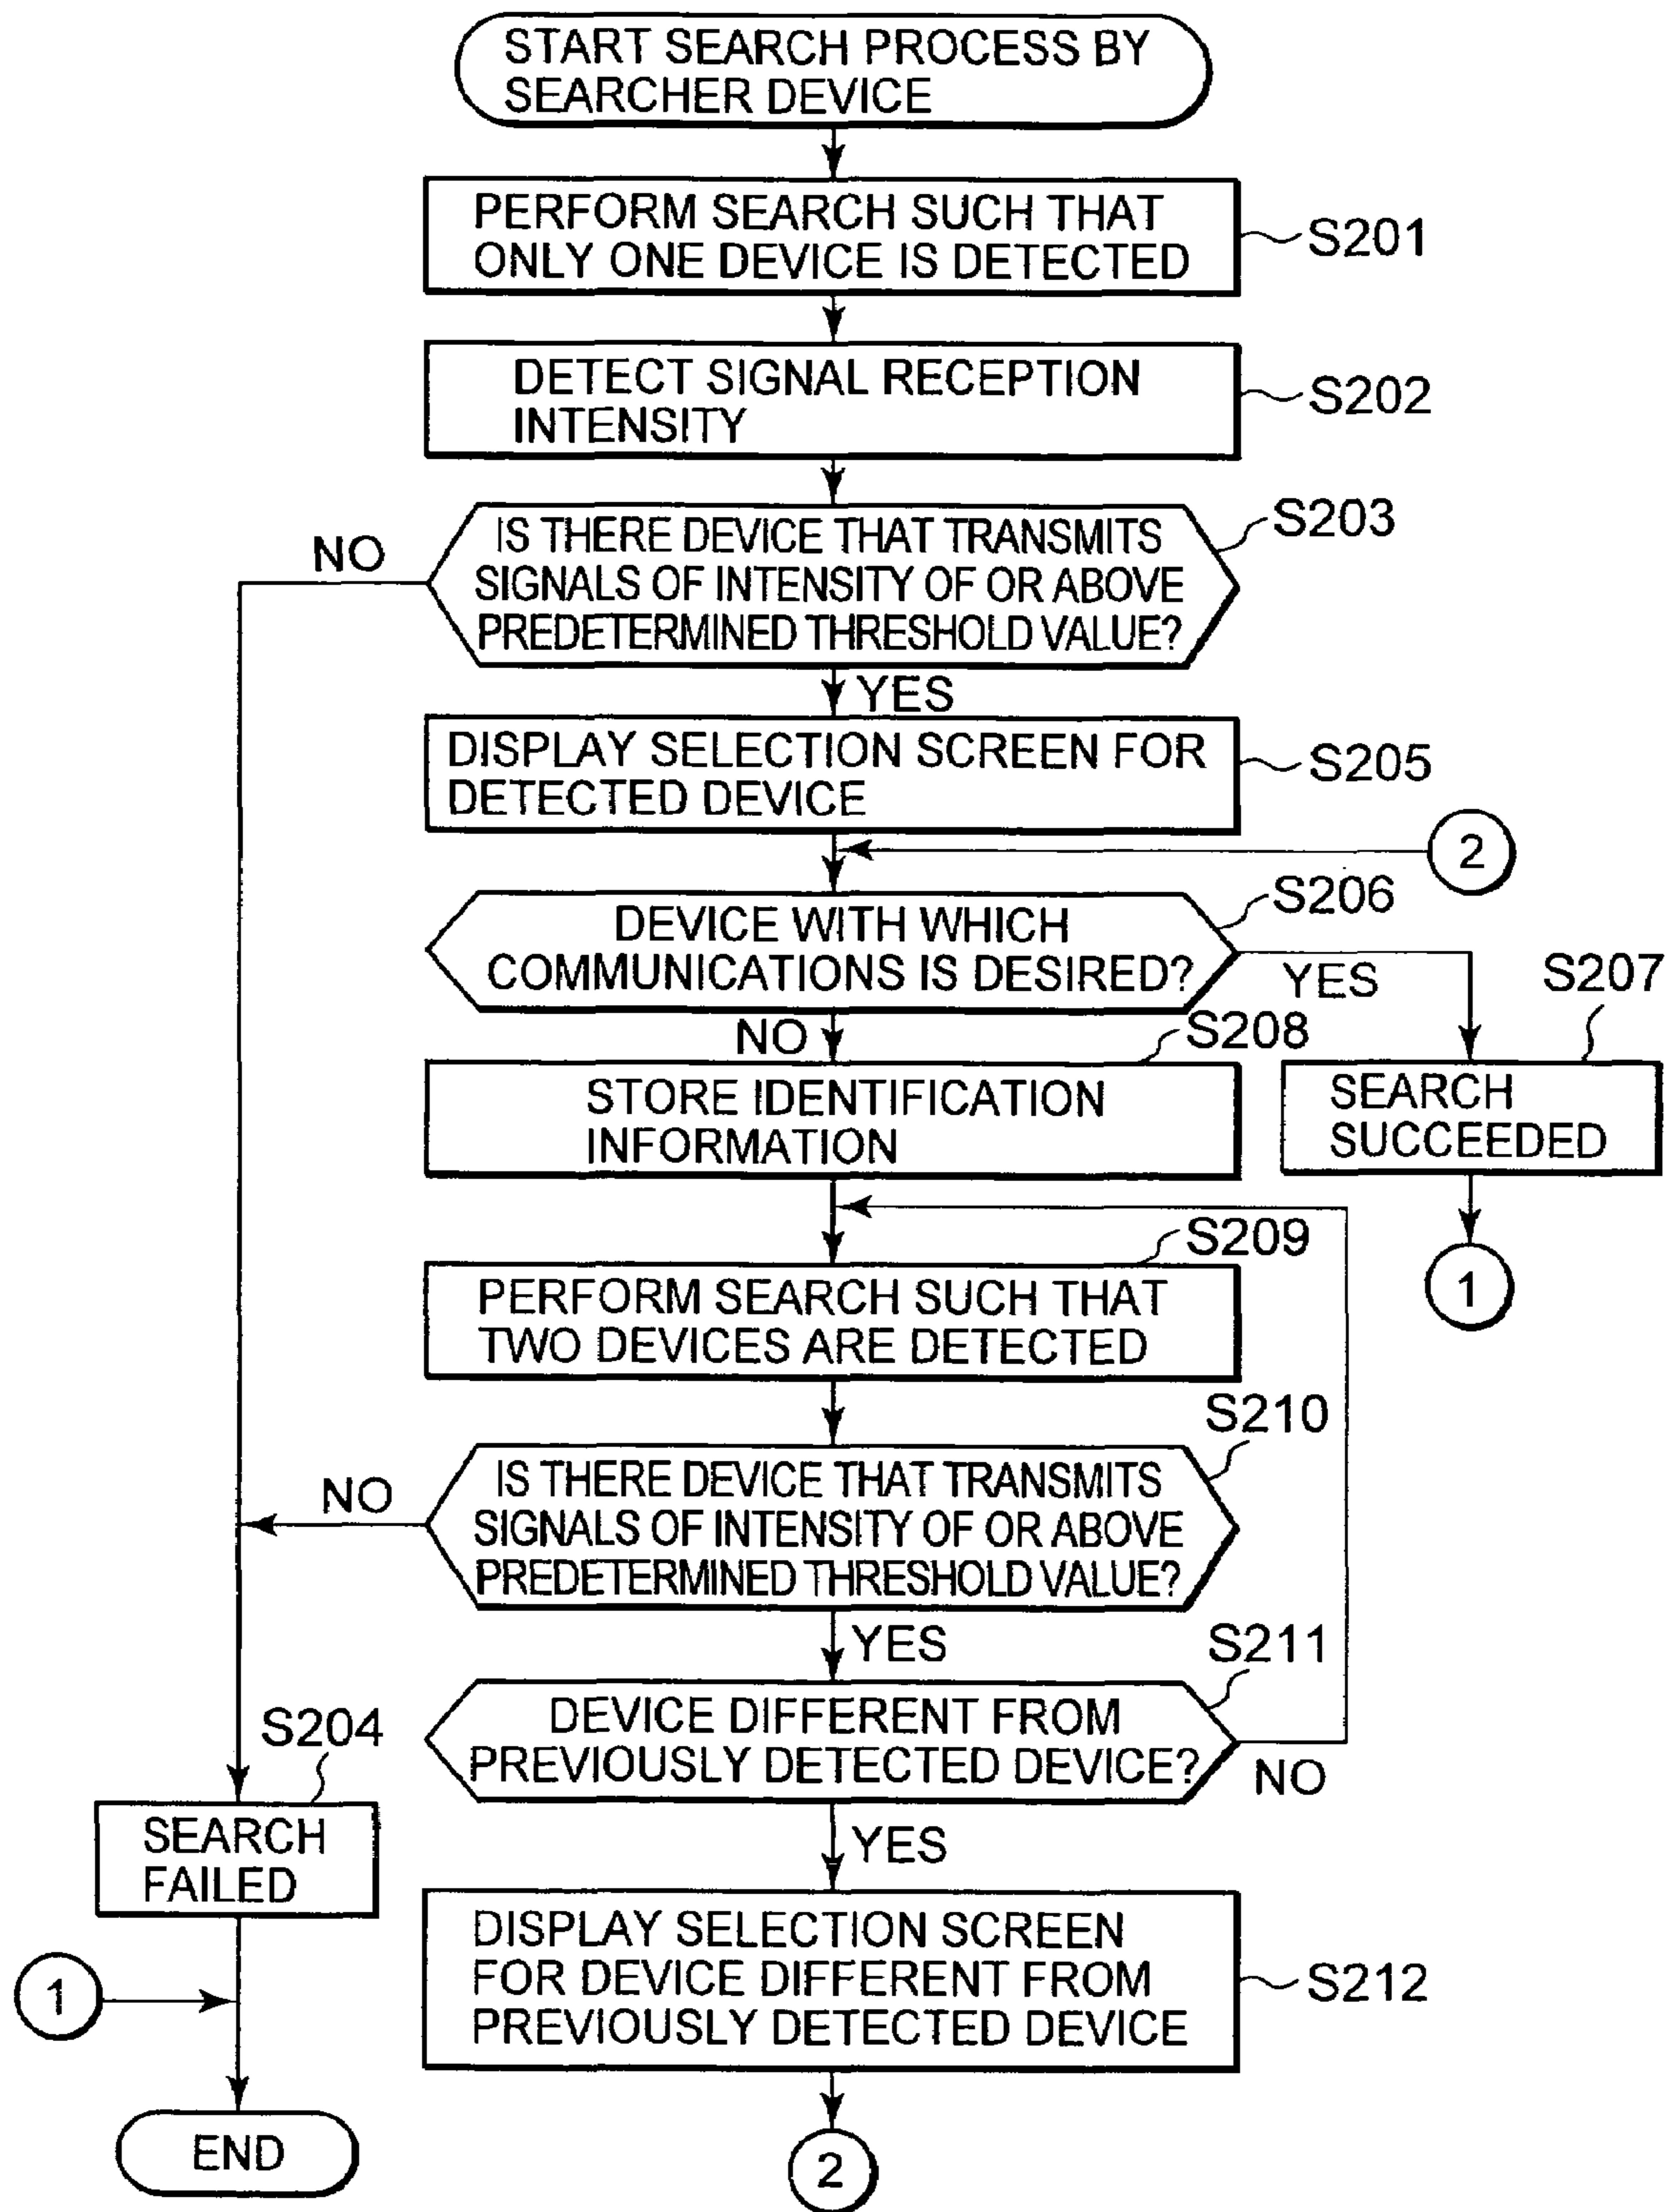 START SEARCH PROCESS BY
SEARCHER DEVICE
PERFORM SEARCH SUCH THAT
ONLY ONE DEVICE IS DETECTED
S201
DETECT SIGNAL RECEPTION
INTENSITY
S202
IS THERE DEVICE THAT TRANSMITS
SIGNALS OF INTENSITY OF OR ABOVE
PREDETERMINED THRESHOLD VALUE?
S203
NO
YES
DISPLAY SELECTION SCREEN FOR
DETECTED DEVICE
S205
2
DEVICE WITH WHICH
COMMUNICATIONS IS DESIRED?
S206
YES
S207
NO
S208
STORE IDENTIFICATION
INFORMATION
SEARCH
SUCCEEDED
1
S209
PERFORM SEARCH SUCH THAT
TWO DEVICES ARE DETECTED
S210
IS THERE DEVICE THAT TRANSMITS
SIGNALS OF INTENSITY OF OR ABOVE
PREDETERMINED THRESHOLD VALUE?
NO
YES
S211
DEVICE DIFFERENT FROM
PREVIOUSLY DETECTED DEVICE?
NO
S204
SEARCH
FAILED
YES
DISPLAY SELECTION SCREEN
FOR DEVICE DIFFERENT FROM
PREVIOUSLY DETECTED DEVICE
S212
1
END
2